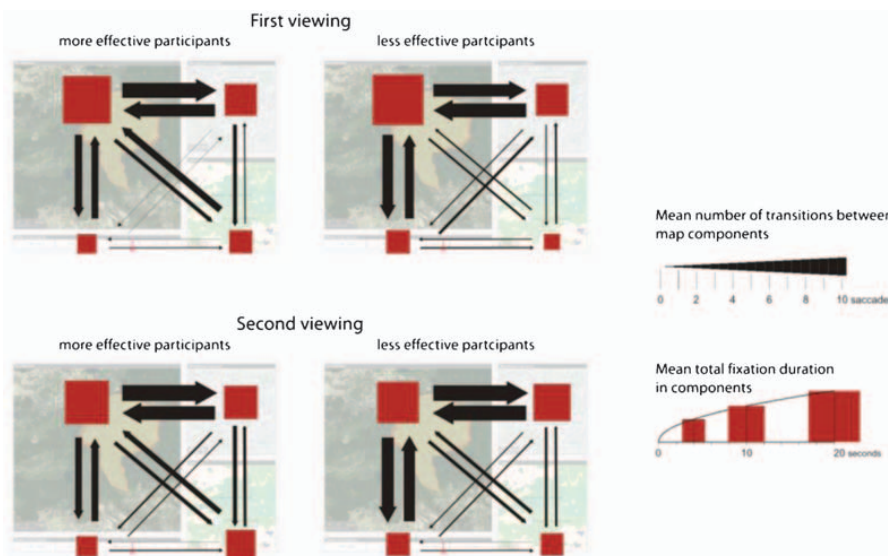 First viewing
more effective participants
less effective partcipants
Mean number of transitions between
map components
0 2 4 6 8 10 saccade
Second viewing
more effective participants
less effective partcipants
Mean total fixation duration
in components
0 10 20 seconds